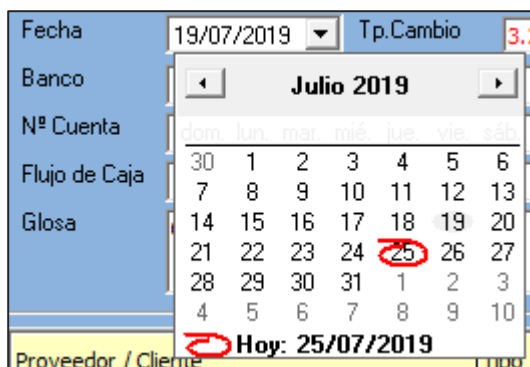 Fecha 19/07/2019 Tp.Cambio 3.
Banco
Julio 2019
Nº Cuenta
dom. lun. mar. mié. jue. vie. sáb.
Flujo de Caja
30 1 2 3 4 5 6
7 8 9 10 11 12 13
Glosa
14 15 16 17 18 19 20
21 22 23 24 25 26 27
28 29 30 31 1 2 3
4 5 6 7 8 9 10
Hoy: 25/07/2019
Proveedor / Cliente